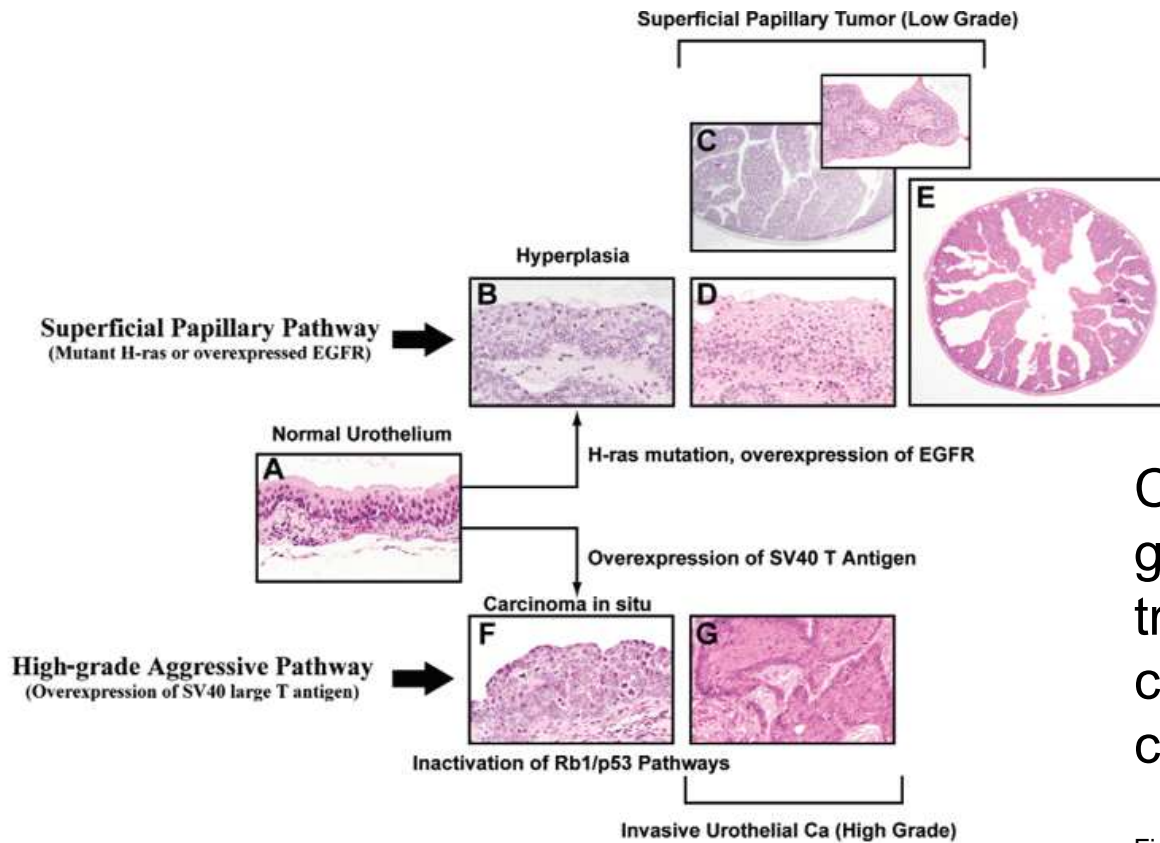 Superficial Papillary Tumor (Low Grade)
C
E
Hyperplasia
B
D
Superficial Papillary Pathway
(Mutant H-ras or overexpressed EGFR)
Normal Urothelium
A
H-ras mutation, overexpression of EGFR
Overexpression of SV40 T Antigen
Carcinoma in situ
F
G
High-grade Aggressive Pathway
(Overexpression of SV40 large T antigen)
Inactivation of Rb1/p53 Pathways
Invasive Urothelial Ca (High Grade)